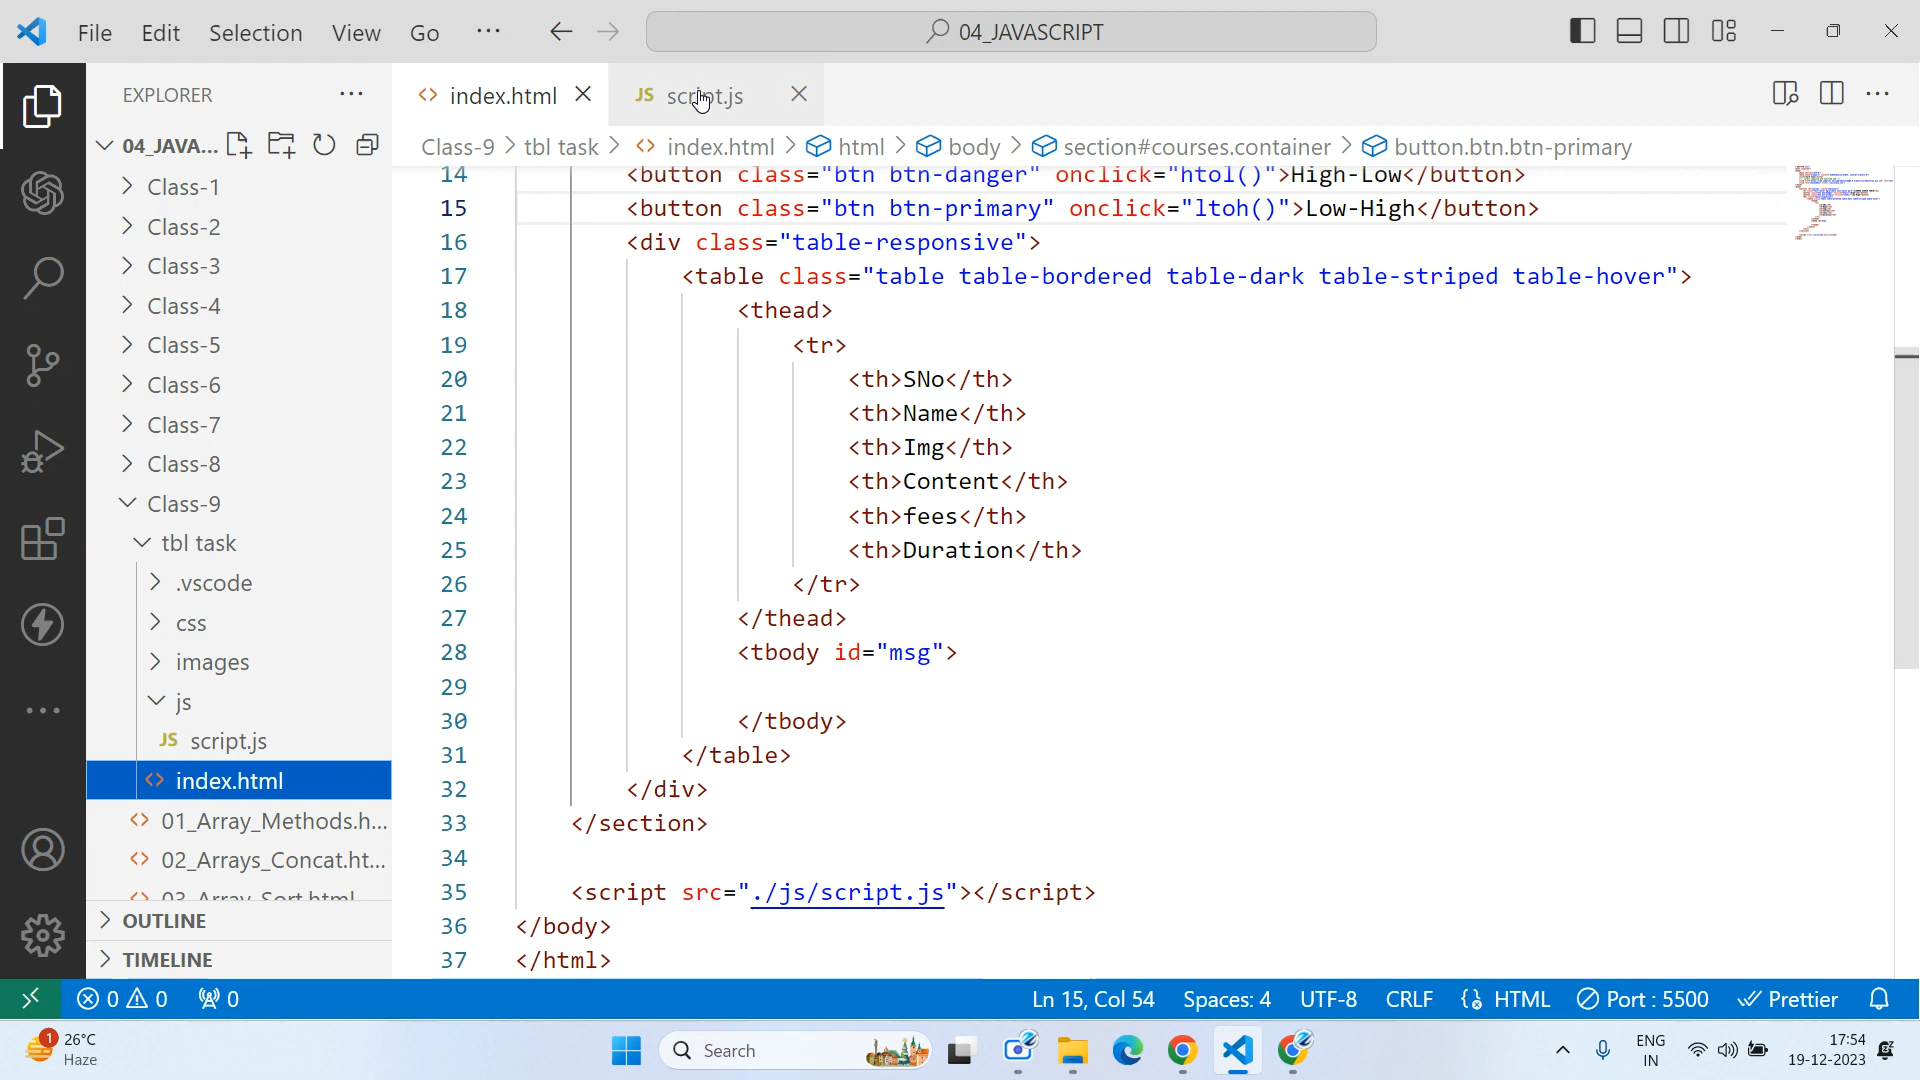 File Edit Selection View Go ··· 04_JAVASCRIPT
EXPLORER ···
index.html
JS script.js
···
Class-9 > tbl task > index.html > html > body > section#courses.container > button.btn.btn-primary
04_JAVA...
Class-1
Class-2
Class-3
Class-4
Class-5
Class-6
Class-7
Class-8
Class-9
tbl task
.vscode
css
images
js
JS script.js
index.html
01_Array_Methods.h...
02_Arrays_Concat.ht...
03_Array_Sort.html
OUTLINE
TIMELINE
14 <button class="btn btn-danger" onclick="htol()">High-Low</button>
15 <button class="btn btn-primary" onclick="ltoh()">Low-High</button>
16 <div class="table-responsive">
17 <table class="table table-bordered table-dark table-striped table-hover">
18 <thead>
19 <tr>
20 <th>SNo</th>
21 <th>Name</th>
22 <th>Img</th>
23 <th>Content</th>
24 <th>fees</th>
25 <th>Duration</th>
26 </tr>
27 </thead>
28 <tbody id="msg">
29
30 </tbody>
31 </table>
32 </div>
33 </section>
34
35 <script src="./js/script.js"></script>
36 </body>
37 </html>
0 0 0 Ln 15, Col 54 Spaces: 4 UTF-8 CRLF HTML Port : 5500 Prettier
1
26°C
Haze
Search
ENG
IN
17:54
19-12-2023